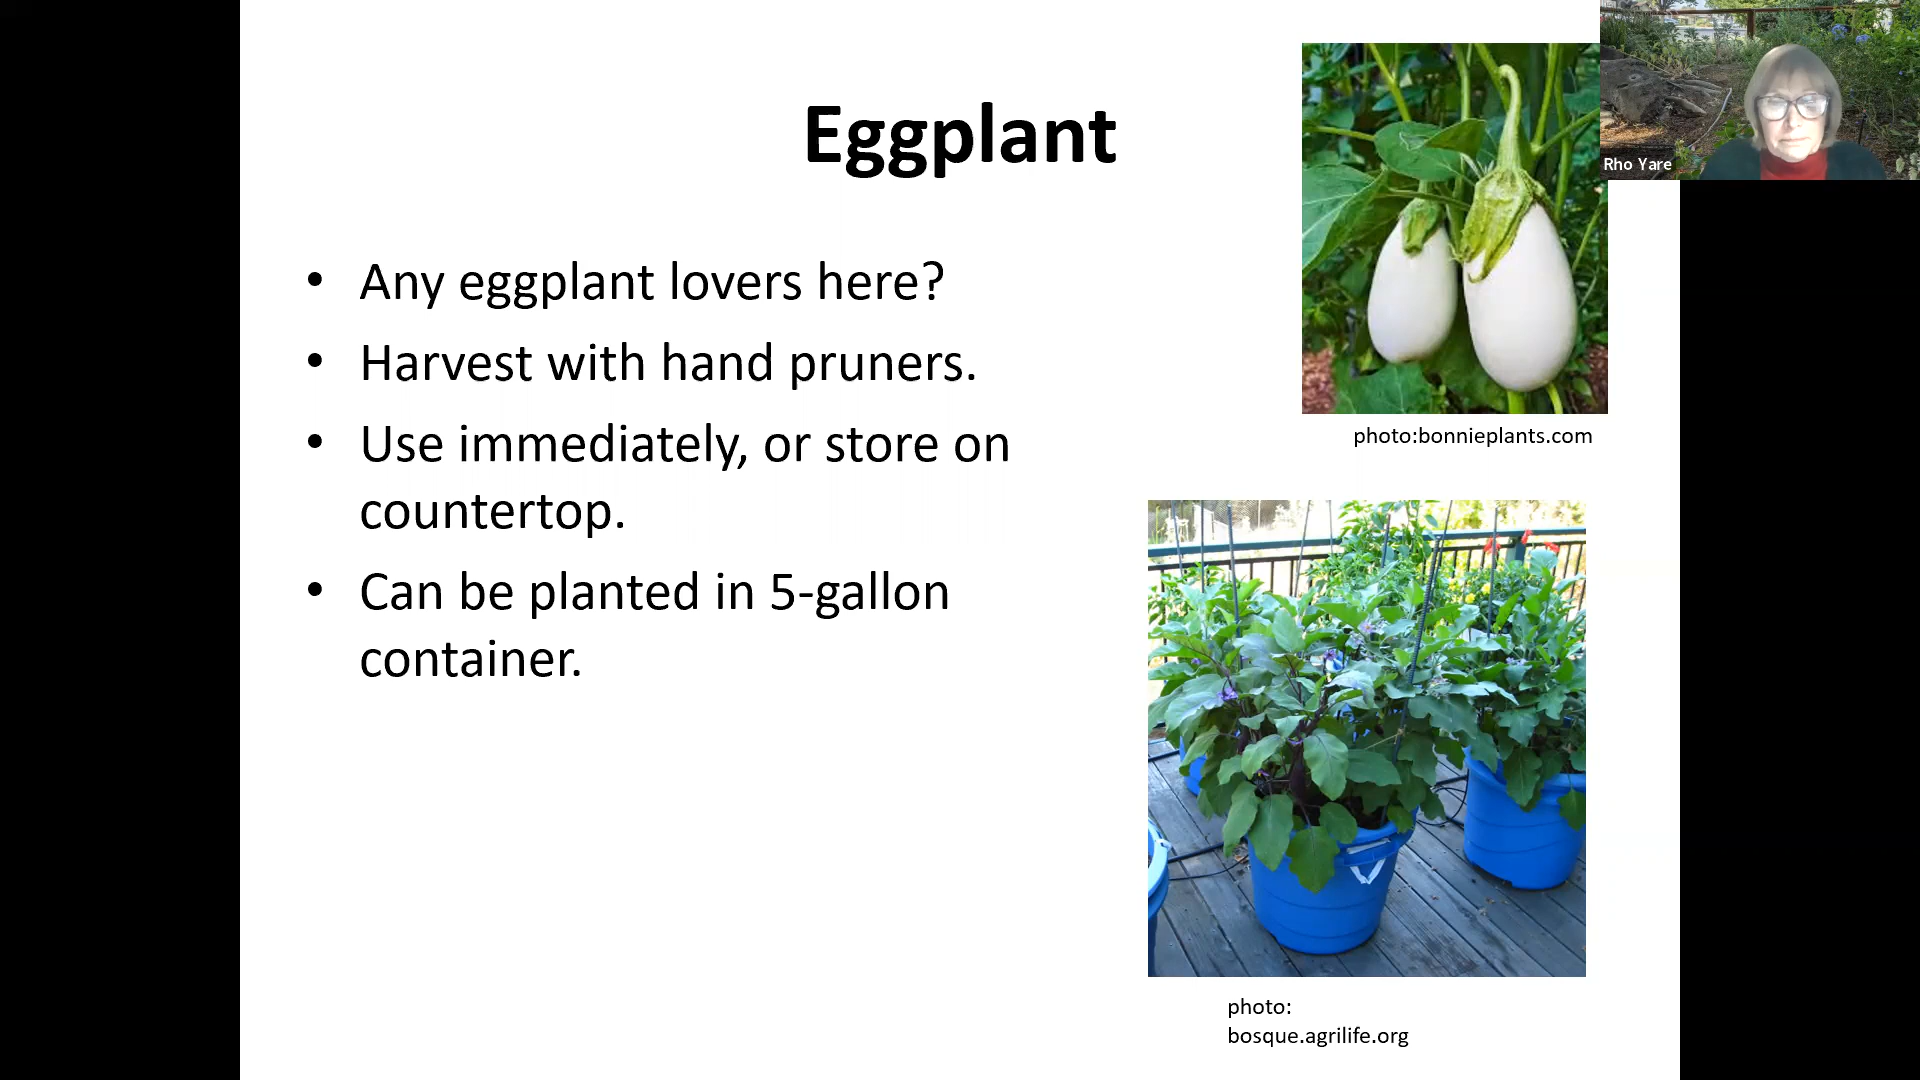 Eggplant
Rho Yare
• Any eggplant lovers here?
• Harvest with hand pruners.
• Use immediately, or store on
countertop.
• Can be planted in 5-gallon
container.
photo:bonnieplants.com
photo:
bosque.agrilife.org